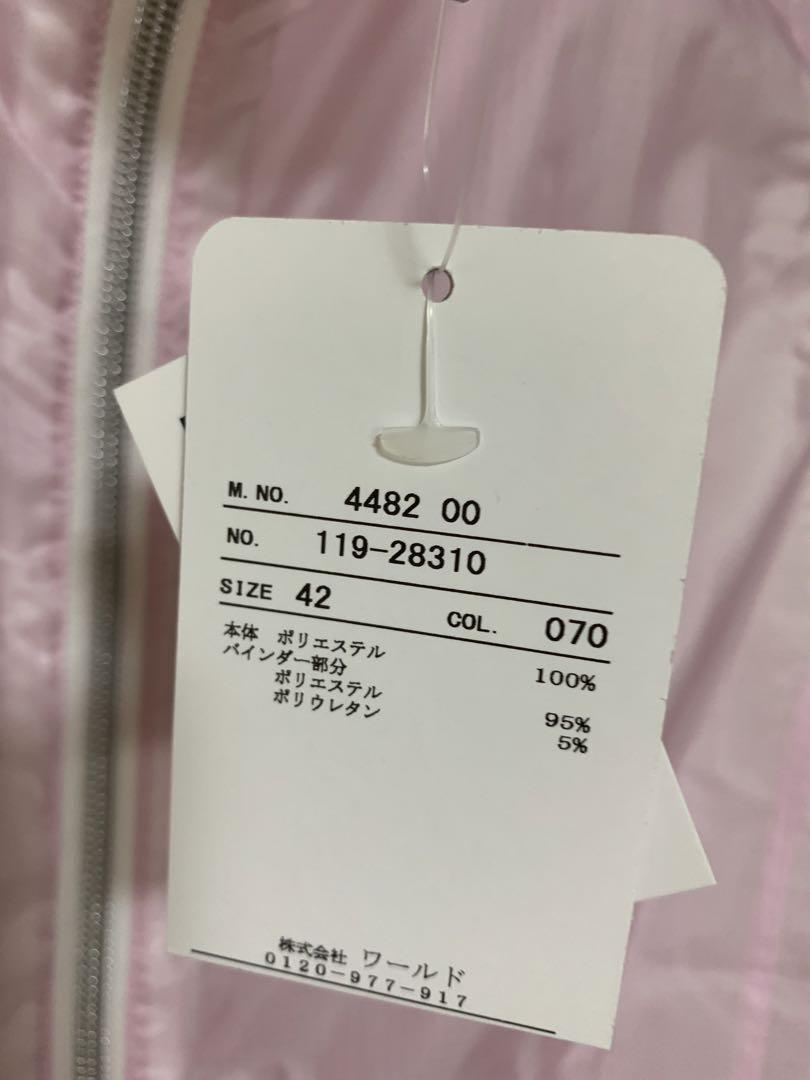 M. NO. 4482 00
NO. 119-28310
SIZE 42 COL. 070
本体 ポリエステル 100%
バインダー部分
ポリエステル 95%
ポリウレタン 5%
株式会社 ワールド
0120-977-917